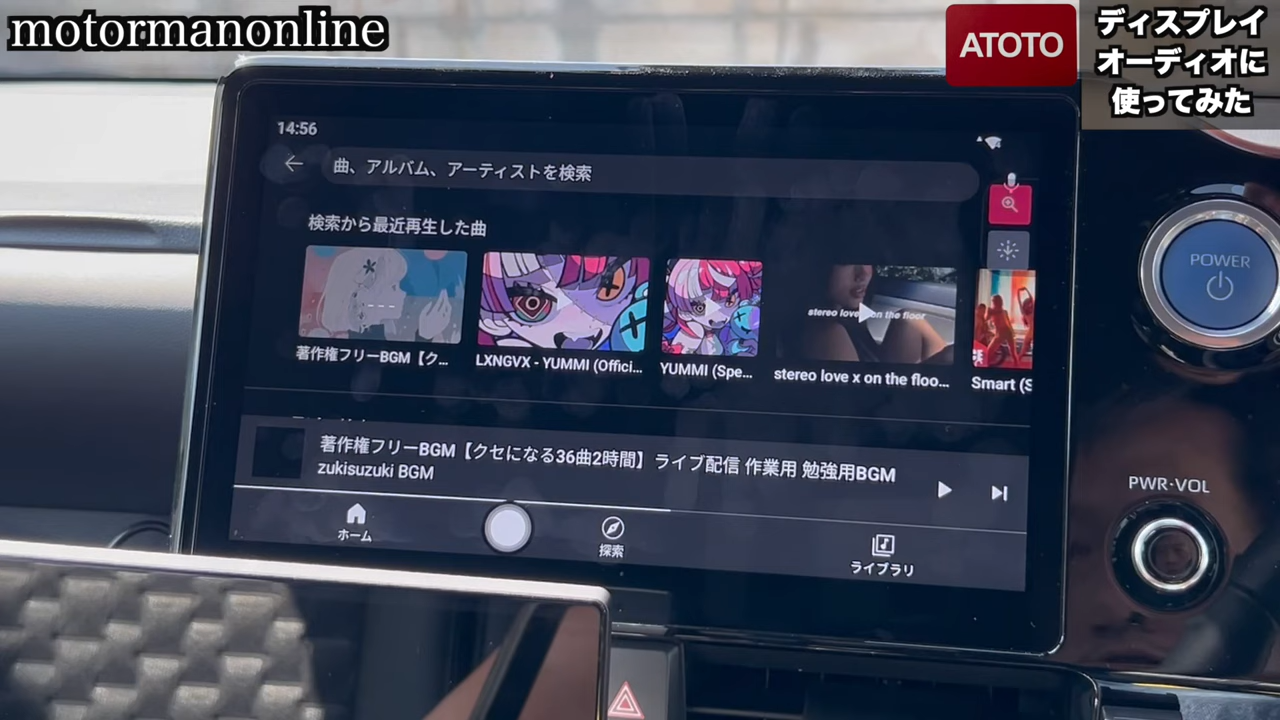 motormanonline
ATOTO
ディスプレイ
オーディオに
使ってみた
14:56
曲、アルバム、アーティストを検索
検索から最近再生した曲
stereo love x on the floor
著作権フリーBGM【ク...
LXNGVX - YUMMI (Offici...
YUMMI (Spe...
stereo love x on the floo...
Smart (S
著作権フリーBGM【クセになる36曲2時間】ライブ配信 作業用 勉強用BGM
zukisuzuki BGM
ホーム
探索
ライブラリ
POWER
PWR·VOL